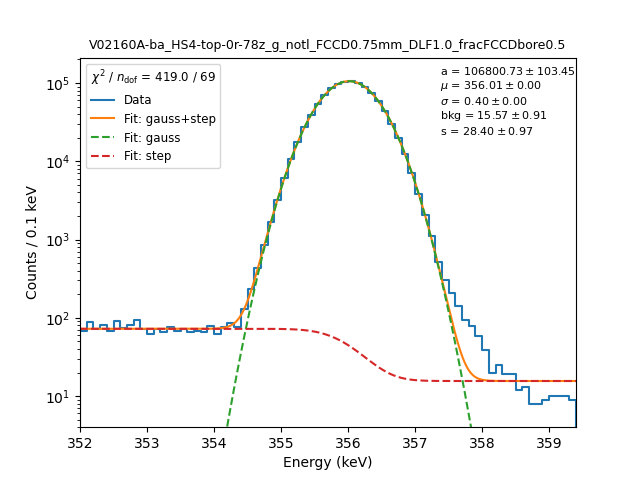 V02160A-ba_HS4-top-0r-78z_g_notl_FCCD0.75mm_DLF1.0_fracFCCDbore0.5
χ² / n_dof = 419.0 / 69
Data
Fit: gauss+step
Fit: gauss
Fit: step
a = 106800.73 ± 103.45
μ = 356.01 ± 0.00
σ = 0.40 ± 0.00
bkg = 15.57 ± 0.91
s = 28.40 ± 0.97
Counts / 0.1 keV
10⁵
10⁴
10³
10²
10¹
352 353 354 355 356 357 358 359
Energy (keV)